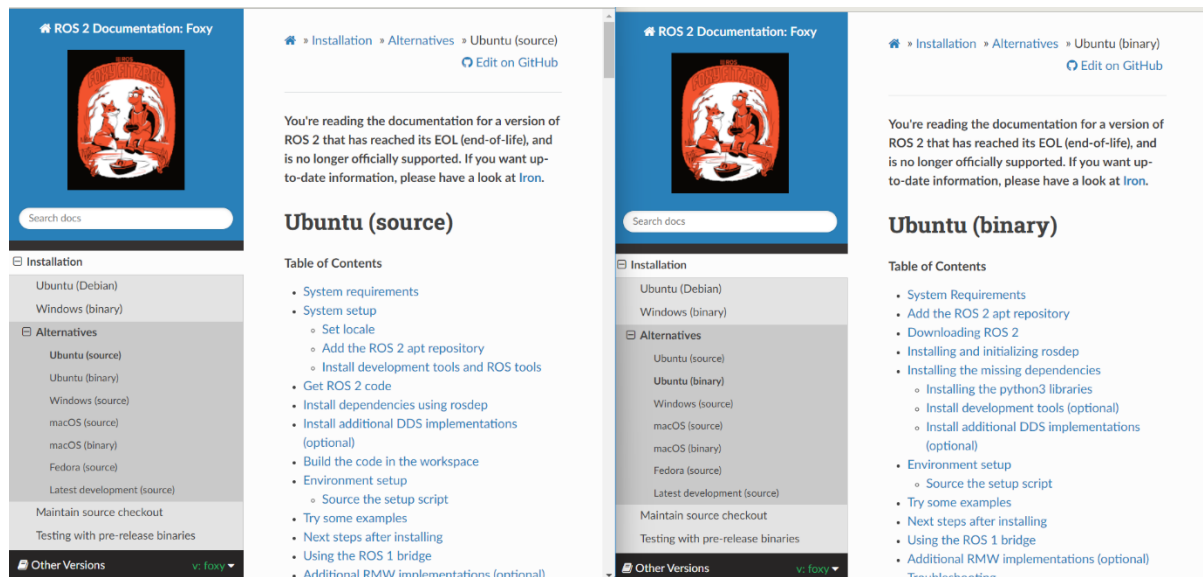 ROS 2 Documentation: Foxy
Search docs
Installation
Ubuntu (Debian)
Windows (binary)
Alternatives
Ubuntu (source)
Ubuntu (binary)
Windows (source)
macOS (source)
macOS (binary)
Fedora (source)
Latest development (source)
Maintain source checkout
Testing with pre-release binaries
Other Versions
v: foxy
» Installation » Alternatives » Ubuntu (source)
Edit on GitHub
You're reading the documentation for a version of
ROS 2 that has reached its EOL (end-of-life), and
is no longer officially supported. If you want up-
to-date information, please have a look at Iron.
Ubuntu (source)
Table of Contents
System requirements
System setup
Set locale
Add the ROS 2 apt repository
Install development tools and ROS tools
Get ROS 2 code
Install dependencies using rosdep
Install additional DDS implementations
(optional)
Build the code in the workspace
Environment setup
Source the setup script
Try some examples
Next steps after installing
Using the ROS 1 bridge
Additional RMW implementations (optional)
ROS 2 Documentation: Foxy
Search docs
Installation
Ubuntu (Debian)
Windows (binary)
Alternatives
Ubuntu (source)
Ubuntu (binary)
Windows (source)
macOS (source)
macOS (binary)
Fedora (source)
Latest development (source)
Maintain source checkout
Testing with pre-release binaries
Other Versions
v: foxy
» Installation » Alternatives » Ubuntu (binary)
Edit on GitHub
You're reading the documentation for a version of
ROS 2 that has reached its EOL (end-of-life), and
is no longer officially supported. If you want up-
to-date information, please have a look at Iron.
Ubuntu (binary)
Table of Contents
System Requirements
Add the ROS 2 apt repository
Downloading ROS 2
Installing and initializing rosdep
Installing the missing dependencies
Installing the python3 libraries
Install development tools (optional)
Install additional DDS implementations
(optional)
Environment setup
Source the setup script
Try some examples
Next steps after installing
Using the ROS 1 bridge
Additional RMW implementations (optional)
Troubleshooting